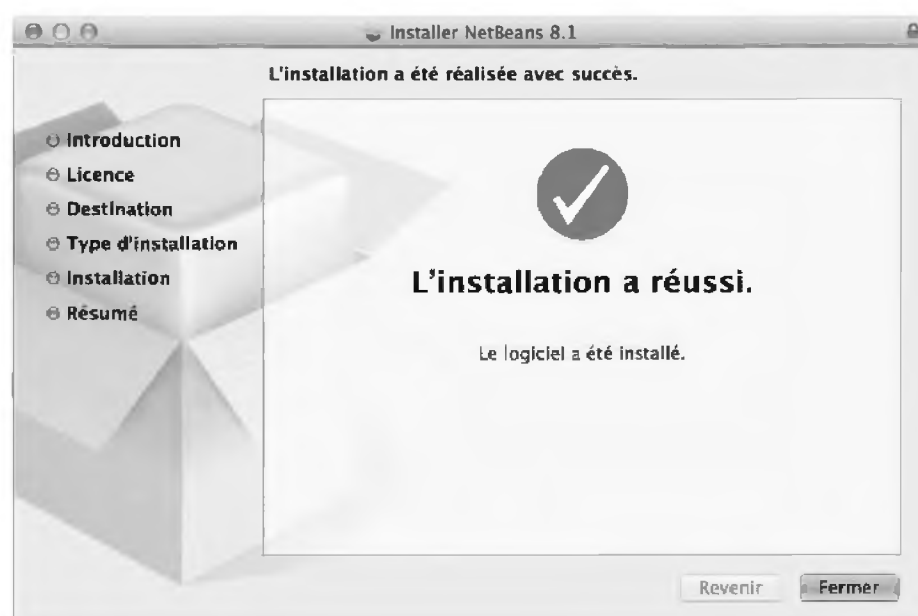 Installer NetBeans 8.1
L'installation a été réalisée avec succès.
Introduction
Licence
Destination
Type d'installation
Installation
Résumé
L'installation a réussi.
Le logiciel a été installé.
Revenir
Fermer